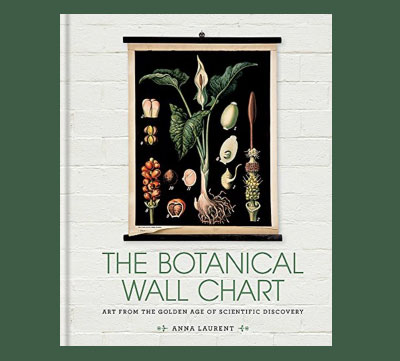 THE BOTANICAL
WALL CHART
ART FROM THE GOLDEN AGE OF SCIENTIFIC DISCOVERY
ANNA LAURENT